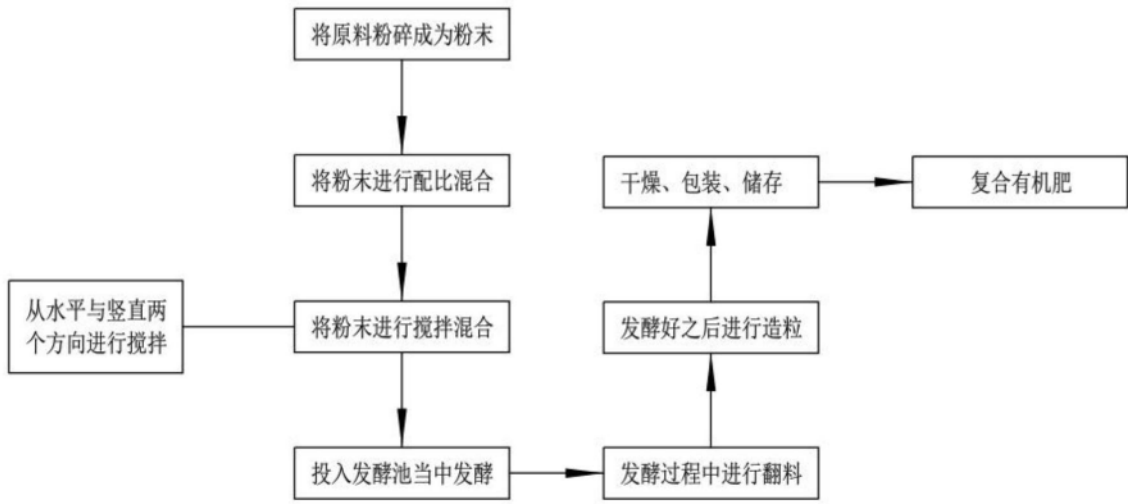 将原料粉碎成为粉末
将粉末进行配比混合
从水平与竖直两
个方向进行搅拌
将粉末进行搅拌混合
投入发酵池当中发酵
发酵过程中进行翻料
发酵好之后进行造粒
干燥、包装、储存
复合有机肥